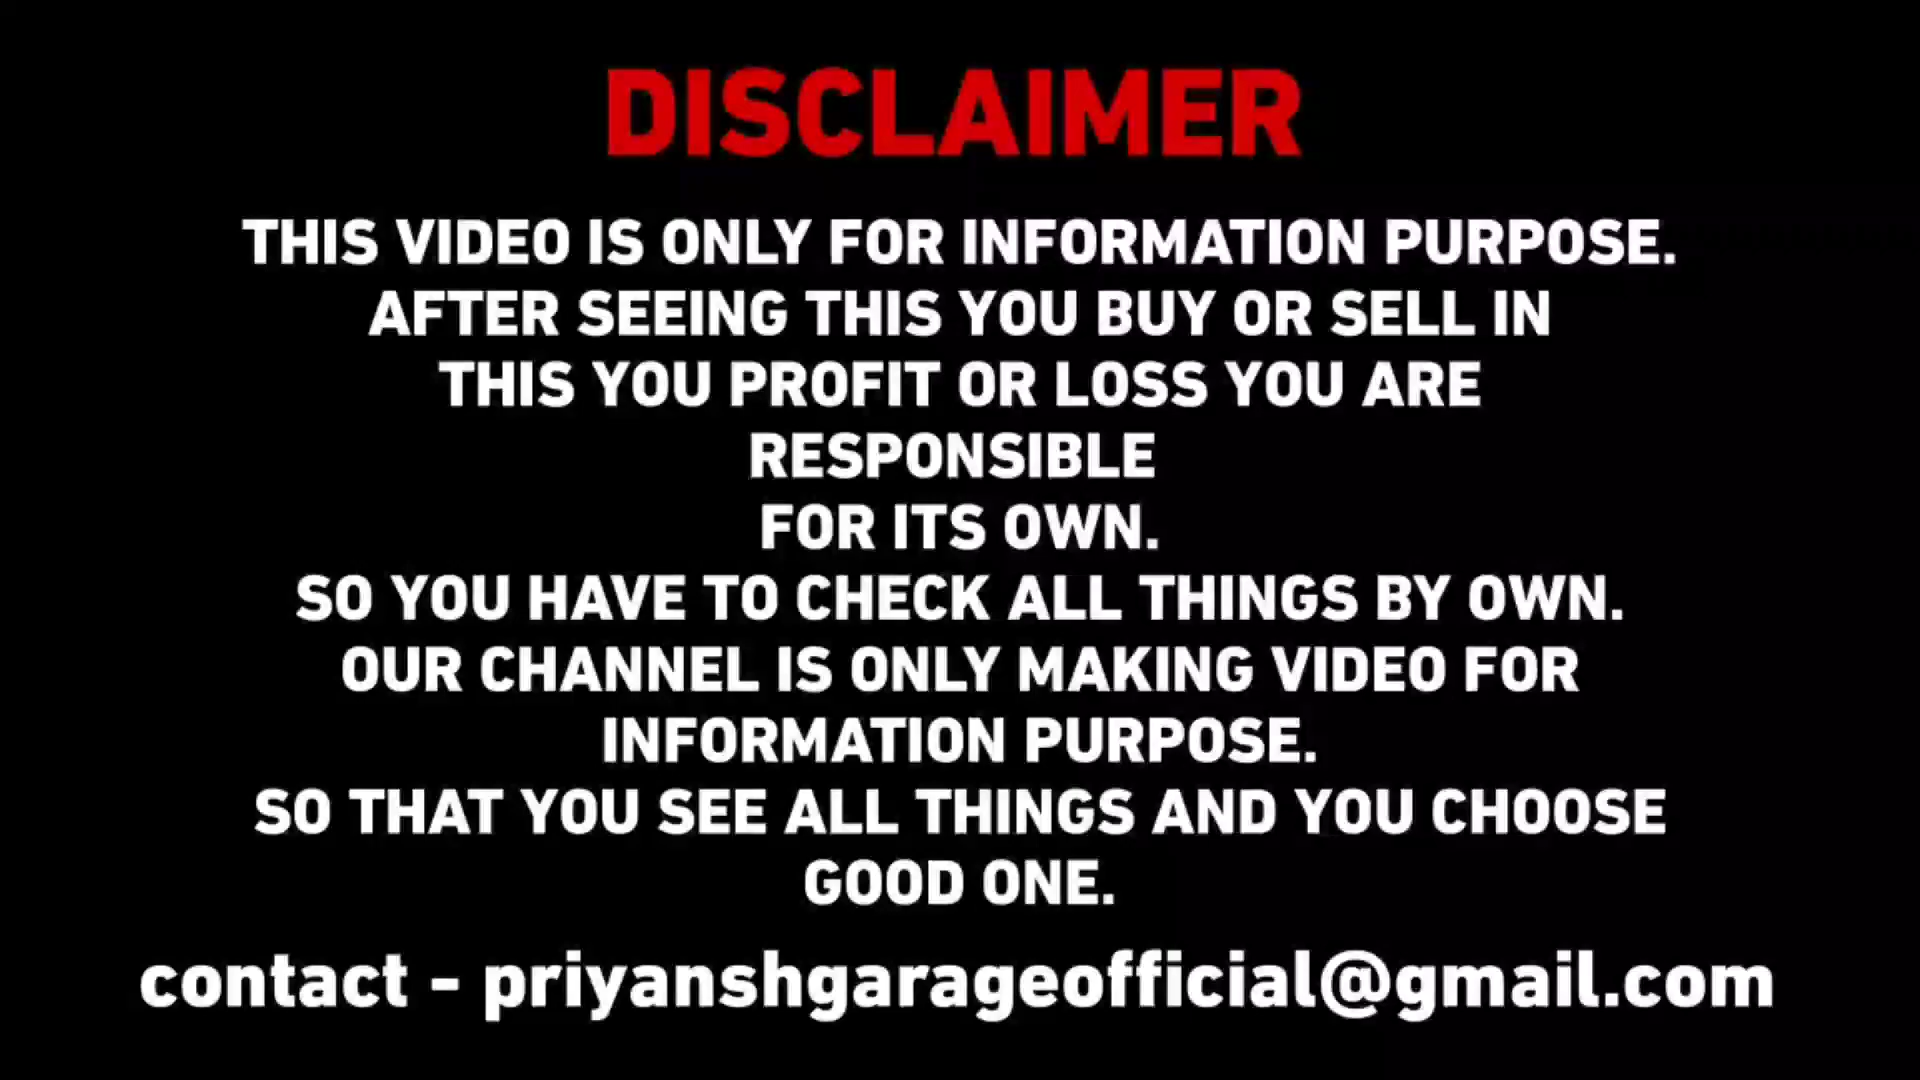 DISCLAIMER
THIS VIDEO IS ONLY FOR INFORMATION PURPOSE.
AFTER SEEING THIS YOU BUY OR SELL IN
THIS YOU PROFIT OR LOSS YOU ARE
RESPONSIBLE
FOR ITS OWN.
SO YOU HAVE TO CHECK ALL THINGS BY OWN.
OUR CHANNEL IS ONLY MAKING VIDEO FOR
INFORMATION PURPOSE.
SO THAT YOU SEE ALL THINGS AND YOU CHOOSE
GOOD ONE.
contact - priyanshgarageofficial@gmail.com